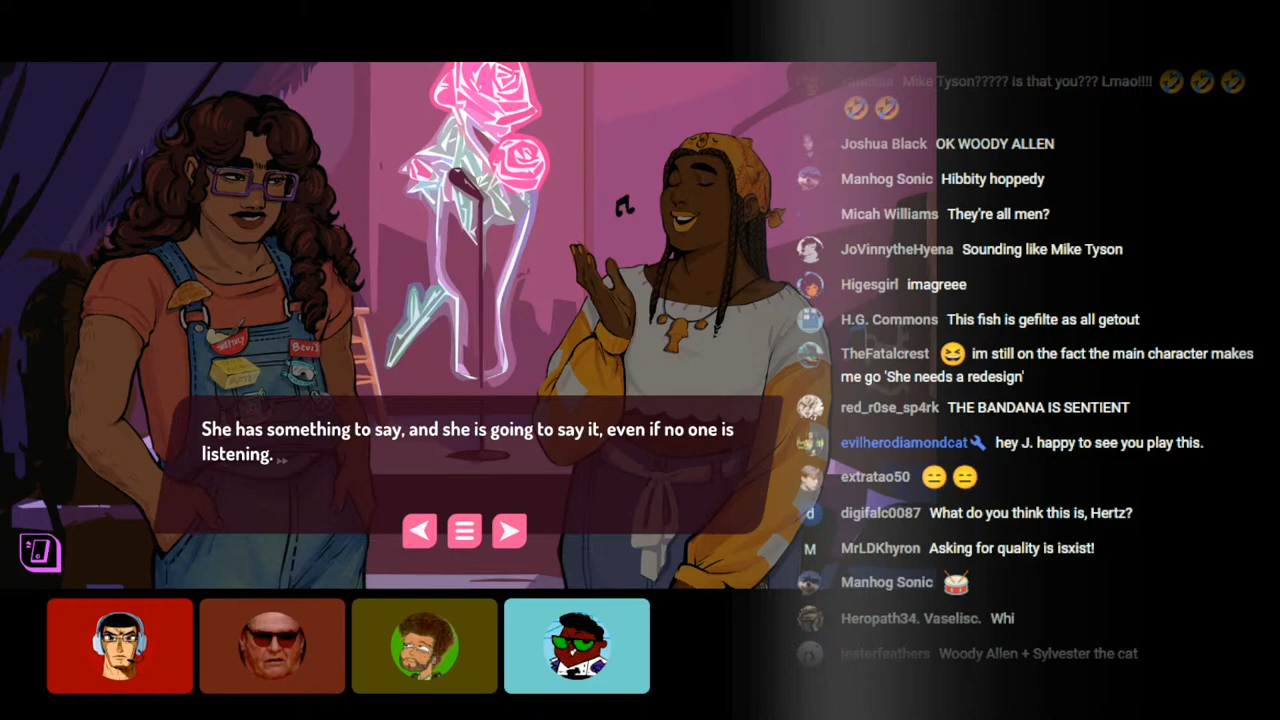 Mike Tyson????? is that you??? Lmao!!!! 🤣 🤣 🤣
🤣 🤣
Joshua Black OK WOODY ALLEN
Manhog Sonic Hibbity hoppedy
Micah Williams They're all men?
JoVinnytheHyena Sounding like Mike Tyson
Higesgirl imagreee
H.G. Commons This fish is gefilte as all getout
TheFatalcrest 😆 im still on the fact the main character makes
me go 'She needs a redesign'
red_r0se_sp4rk THE BANDANA IS SENTIENT
evilherodiamondcat hey J. happy to see you play this.
extratao50 😑 😑
d digifalc0087 What do you think this is, Hertz?
M MrLDKhyron Asking for quality is isxist!
Manhog Sonic 🥁
Heropath34. Vaselisc. Whi
jesterfeathers Woody Allen + Sylvester the cat
She has something to say, and she is going to say it, even if no one is
listening.